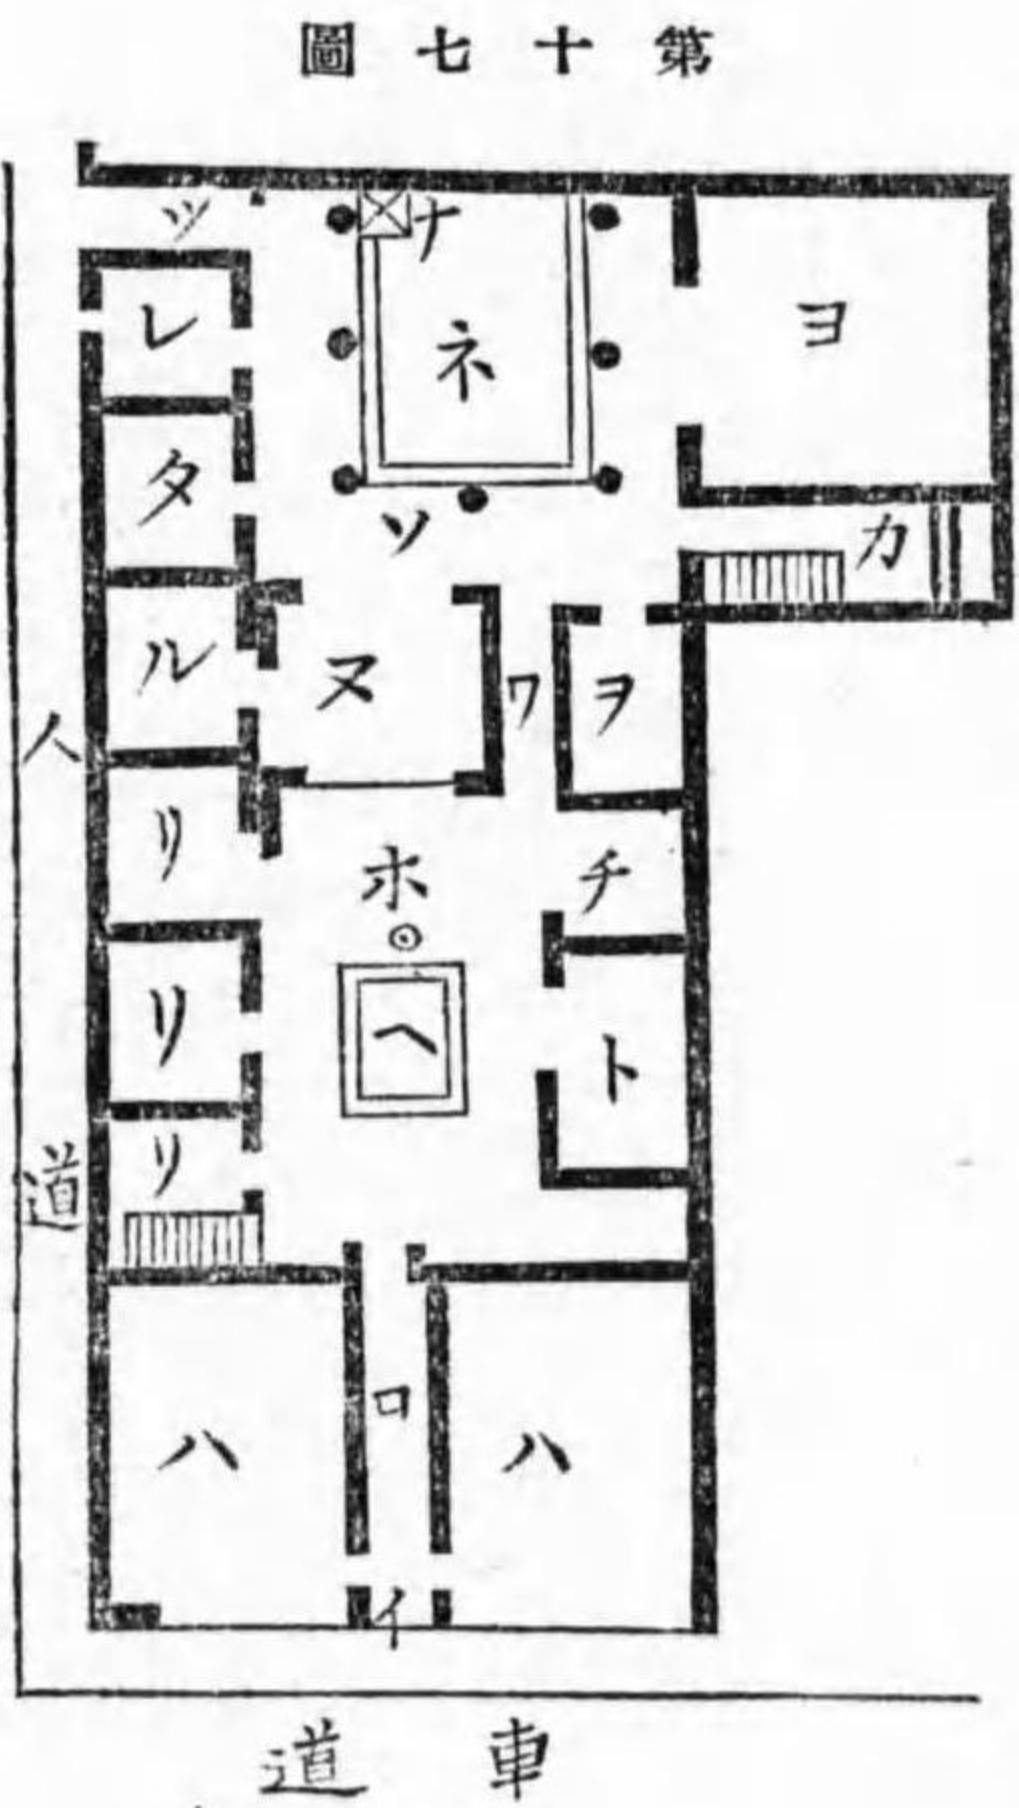 第十七圖
ツ
ナ
ネ
ヨ
レ
タ
ソ
カ
ル
ヌ
ワ
ヲ
リ
ホ
チ
ヘ
リ
ト
リ
ロ
ハ
ハ
イ
人道
車道